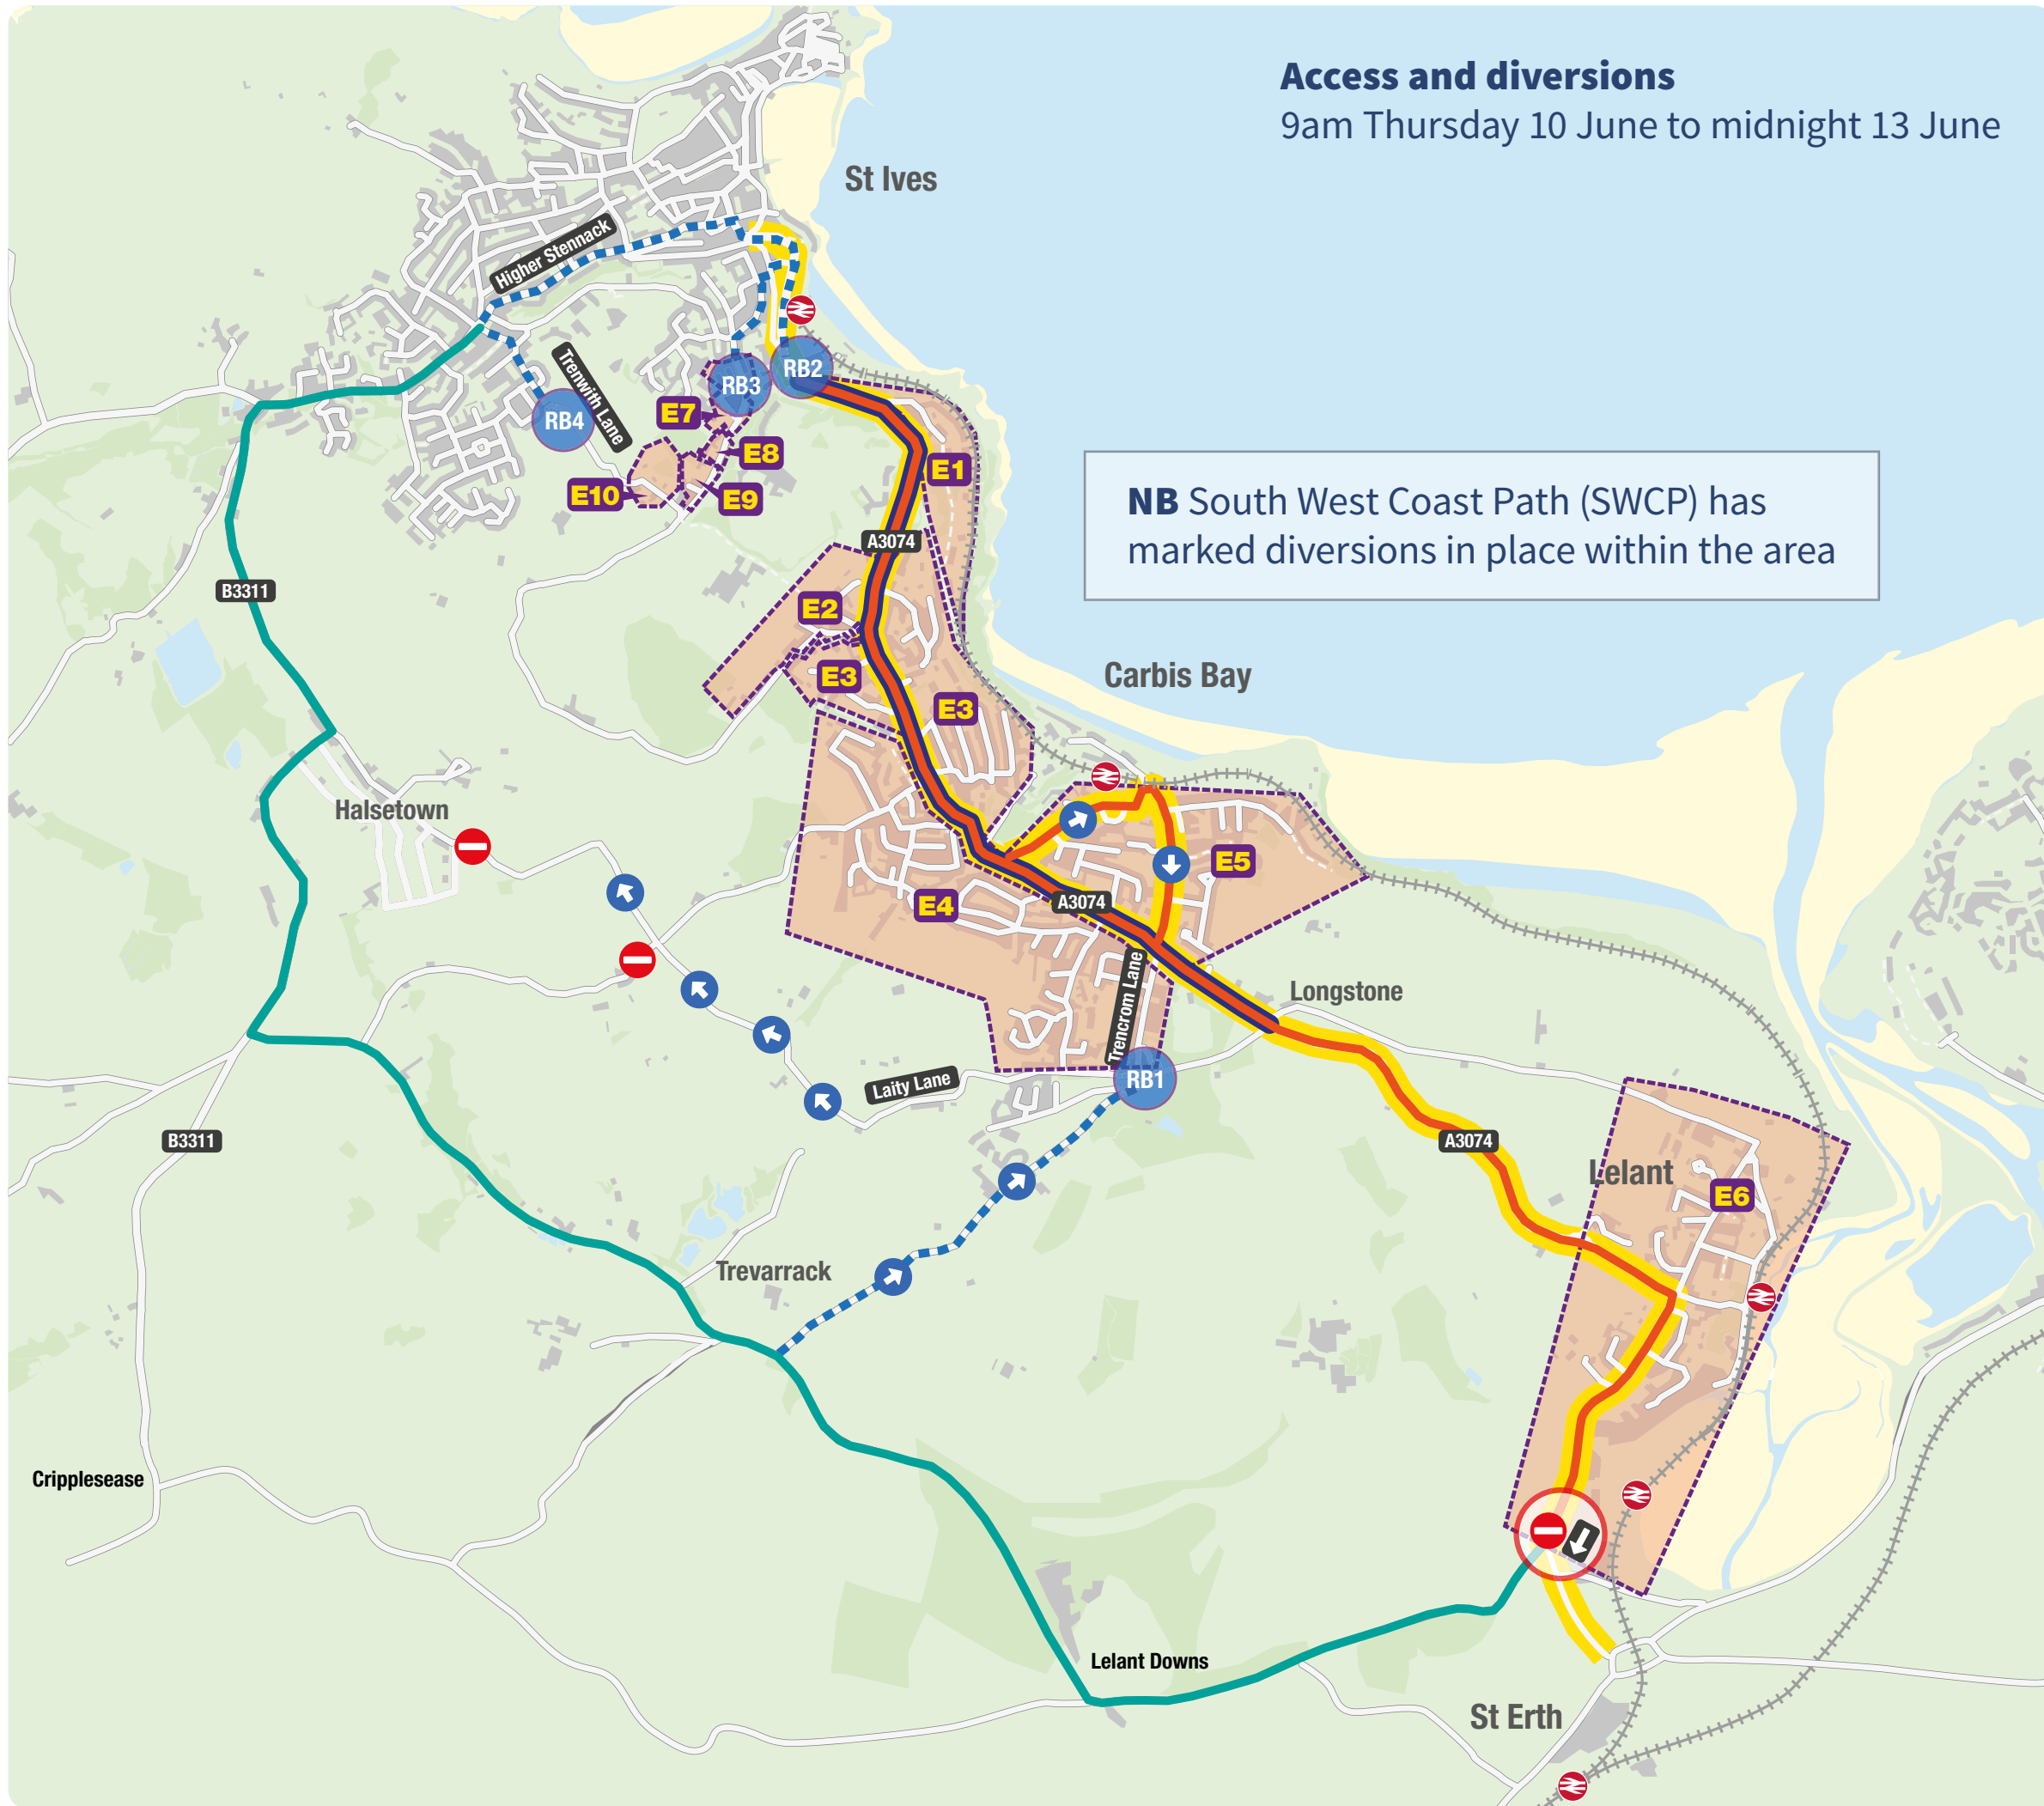 Access and diversions
9am Thursday 10 June to midnight 13 June
St Ives
Higher Stennack
Trenwith Lane
RB2
RB3
RB4
E7
E8
E1
E10
E9
NB South West Coast Path (SWCP) has
marked diversions in place within the area
A3074
B3311
E2
E3
Carbis Bay
E3
Halsetown
E5
E4
A3074
Trencrom Lane
Longstone
RB1
Laity Lane
B3311
A3074
Lelant
E6
Trevarrack
Cripplesease
Lelant Downs
St Erth